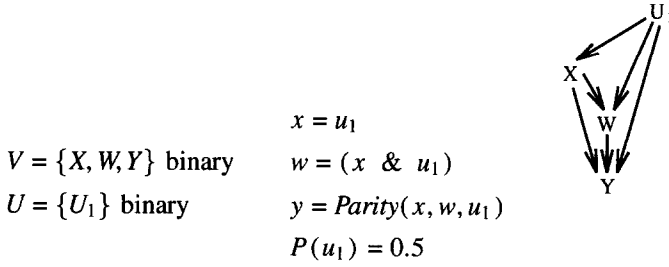 V = {X, W, Y} binary
U = {U₁} binary
x = u₁
w = (x & u₁)
y = Parity(x, w, u₁)
P(u₁) = 0.5
U
X
W
Y